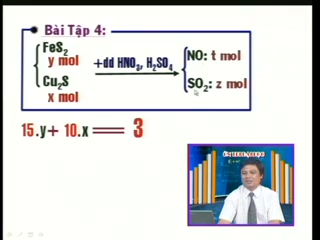 Bài Tập 4:
FeS2
y mol
Cu2S
x mol
+dd HNO3, H2SO4
NO: t mol
SO2: z mol
15.y+ 10.x = 3